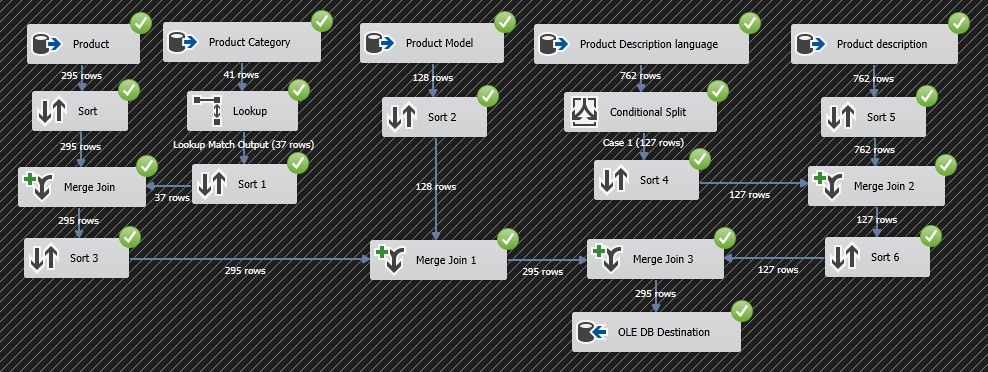 Product
Product Category
Product Model
Product Description language
Product description
295 rows
41 rows
128 rows
762 rows
762 rows
Sort
Lookup
Sort 2
Conditional Split
Sort 5
295 rows
Lookup Match Output (37 rows)
Case 1 (127 rows)
762 rows
Merge Join
37 rows
Sort 1
128 rows
Sort 4
127 rows
Merge Join 2
295 rows
127 rows
Sort 3
295 rows
Merge Join 1
295 rows
Merge Join 3
127 rows
Sort 6
295 rows
OLE DB Destination